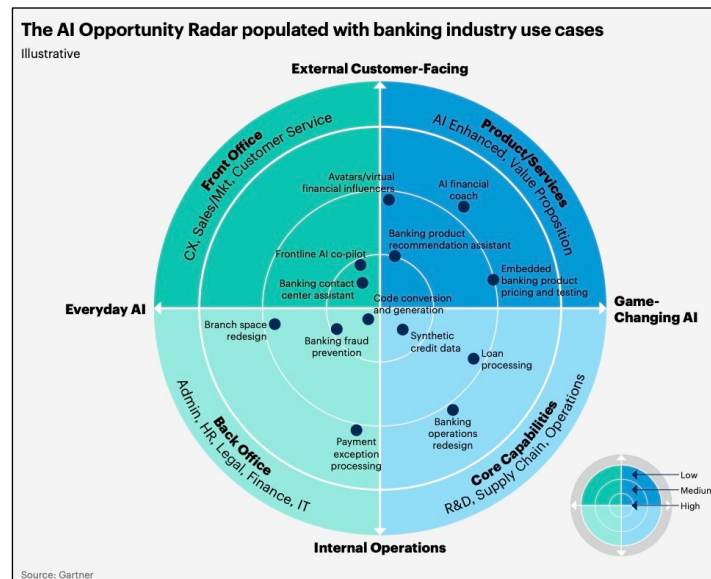 The AI Opportunity Radar populated with banking industry use cases
Illustrative
External Customer-Facing
Front Office
CX, Sales/Mkt, Customer Service
Product/Services
AI Enhanced, Value Proposition
Avatars/virtual
financial influencers
AI financial
coach
Banking product
recommendation assistant
Frontline AI co-pilot
Banking contact
center assistant
Embedded
banking product
pricing and testing
Everyday AI
Game-
Changing AI
Code conversion
and generation
Branch space
redesign
Banking fraud
prevention
Synthetic
credit data
Loan
processing
Payment
exception
processing
Banking
operations
redesign
Back Office
Admin, HR, Legal, Finance, IT
Core Capabilities
R&D, Supply Chain, Operations
Internal Operations
Low
Medium
High
Source: Gartner